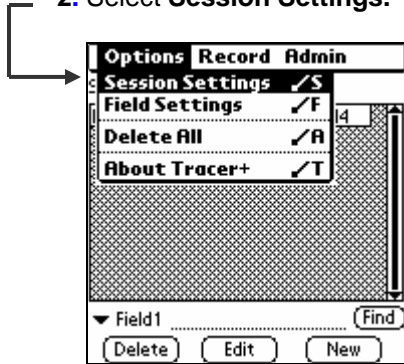 2. Select Session Settings.
Options Record Admin
Session Settings /S
Field Settings /F
l4
Delete All /A
About Tracer+ /T
Field1 Find
Delete Edit New